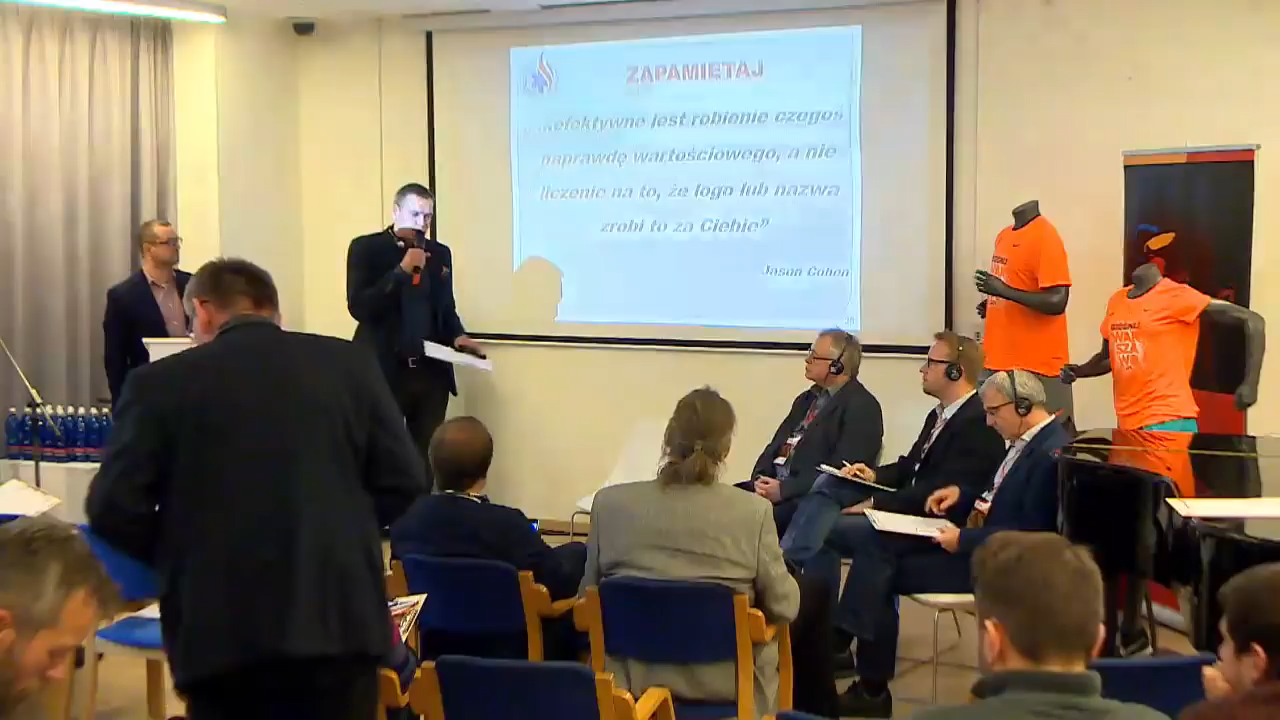 ZAPAMIETAJ
efektywne jest robienie czegoś
naprawdę wartościowego, a nie
liczenie na to, że logo lub nazwa
zrobi to za Ciebie”
Jason Cohen